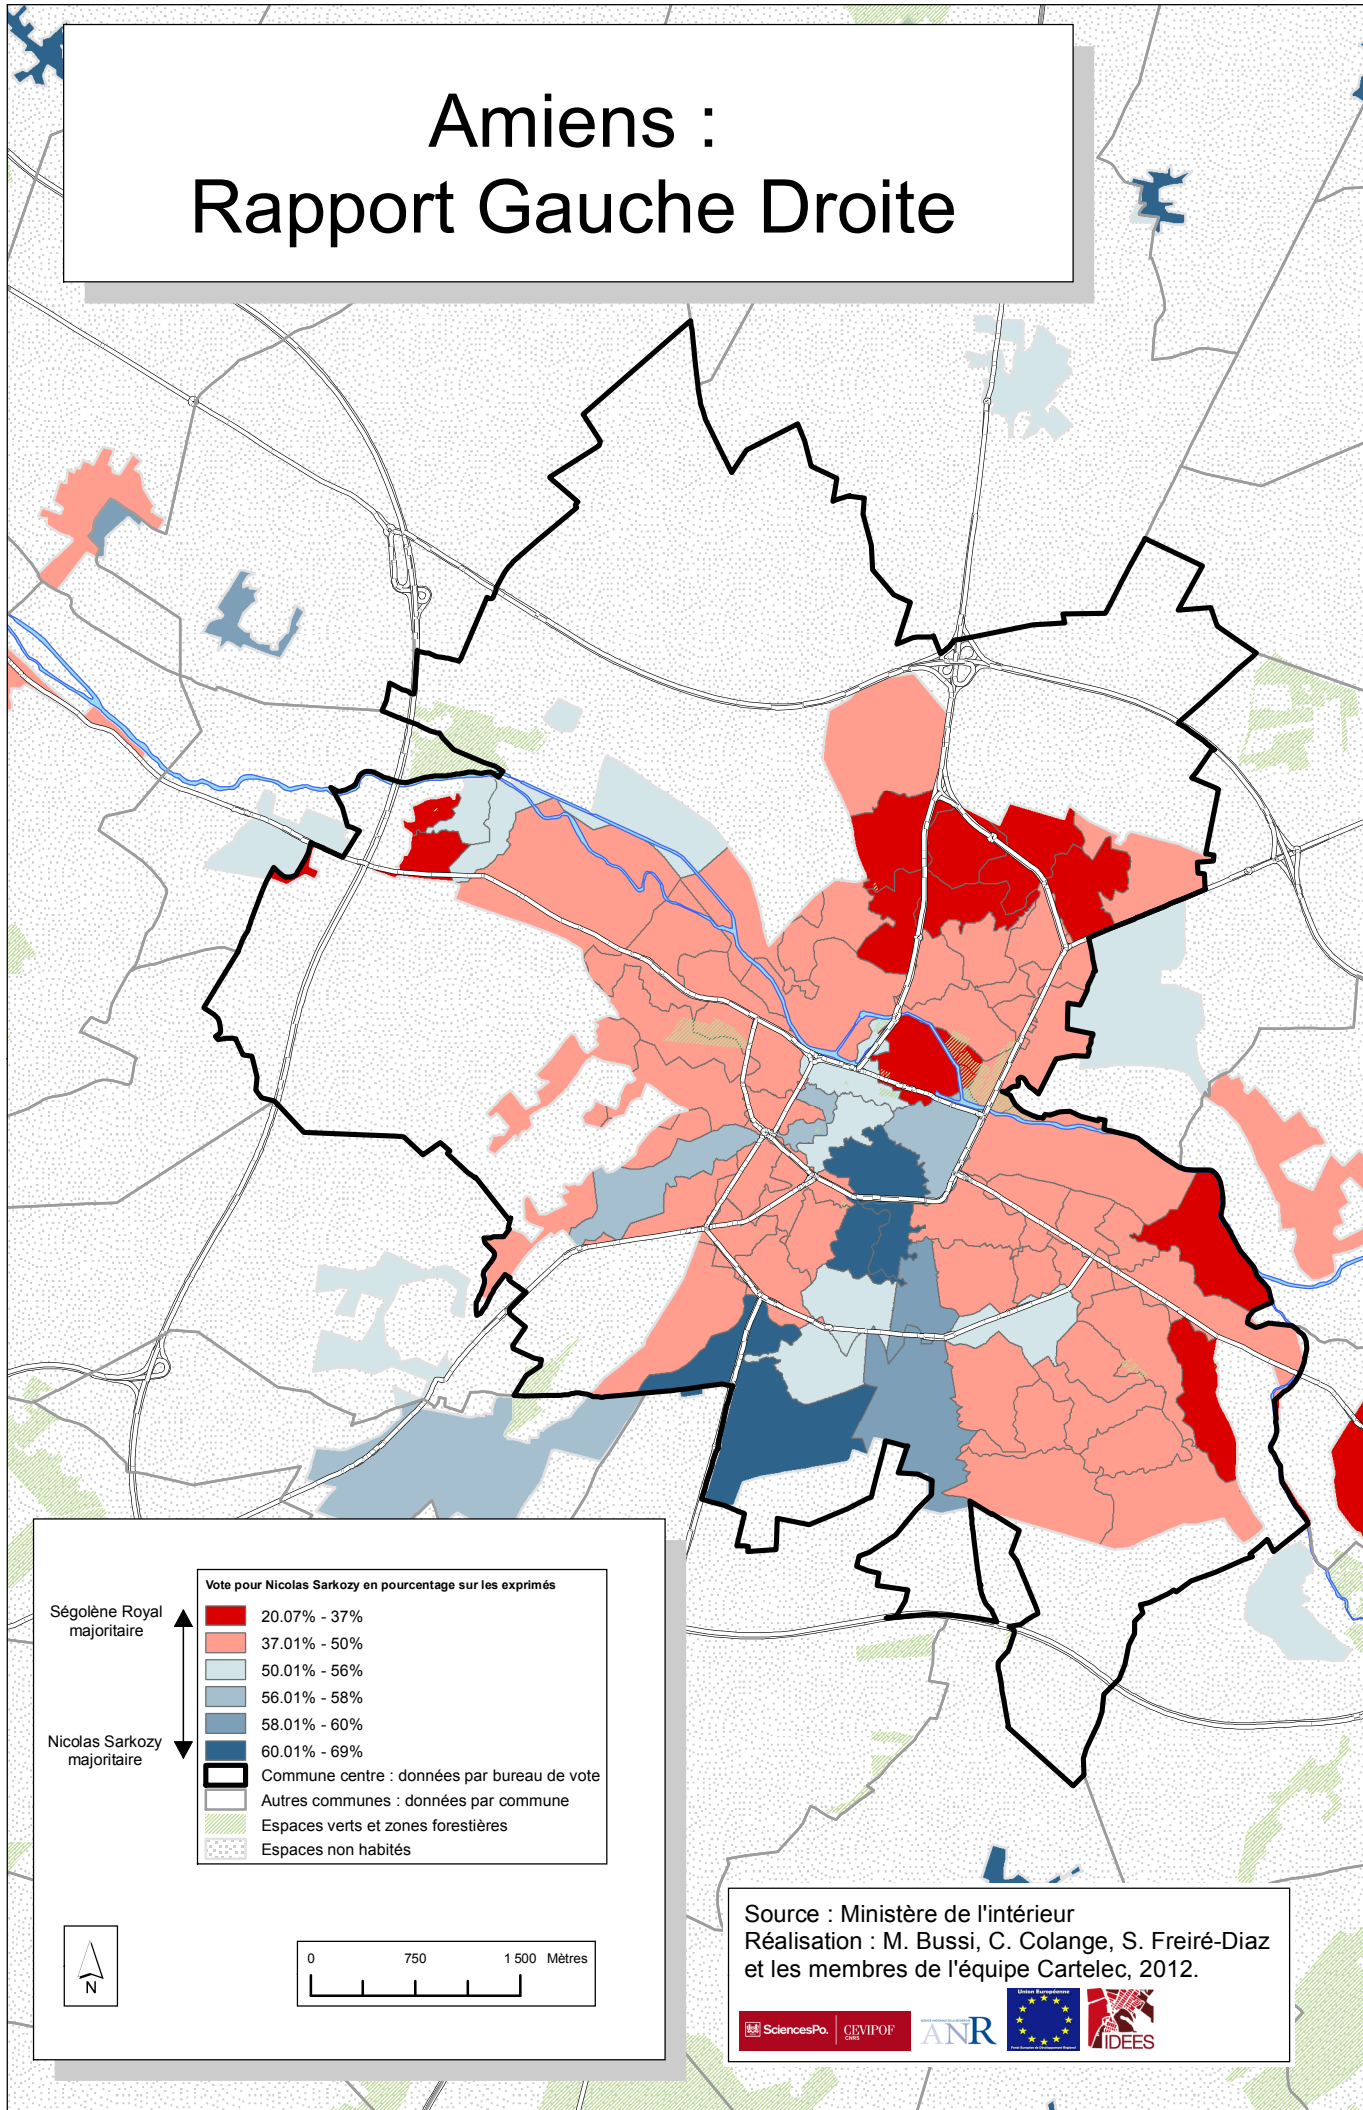 Amiens :
Rapport Gauche Droite
Vote pour Nicolas Sarkozy en pourcentage sur les exprimés
Ségolène Royal
majoritaire
20.07% - 37%
37.01% - 50%
50.01% - 56%
56.01% - 58%
58.01% - 60%
60.01% - 69%
Nicolas Sarkozy
majoritaire
Commune centre : données par bureau de vote
Autres communes : données par commune
Espaces verts et zones forestières
Espaces non habités
N
0 750 1 500 Mètres
Source : Ministère de l'intérieur
Réalisation : M. Bussi, C. Colange, S. Freiré-Diaz
et les membres de l'équipe Cartelec, 2012.
SciencesPo.
CEVIPOF
CNRS
ANR
Union Européenne
IDEES